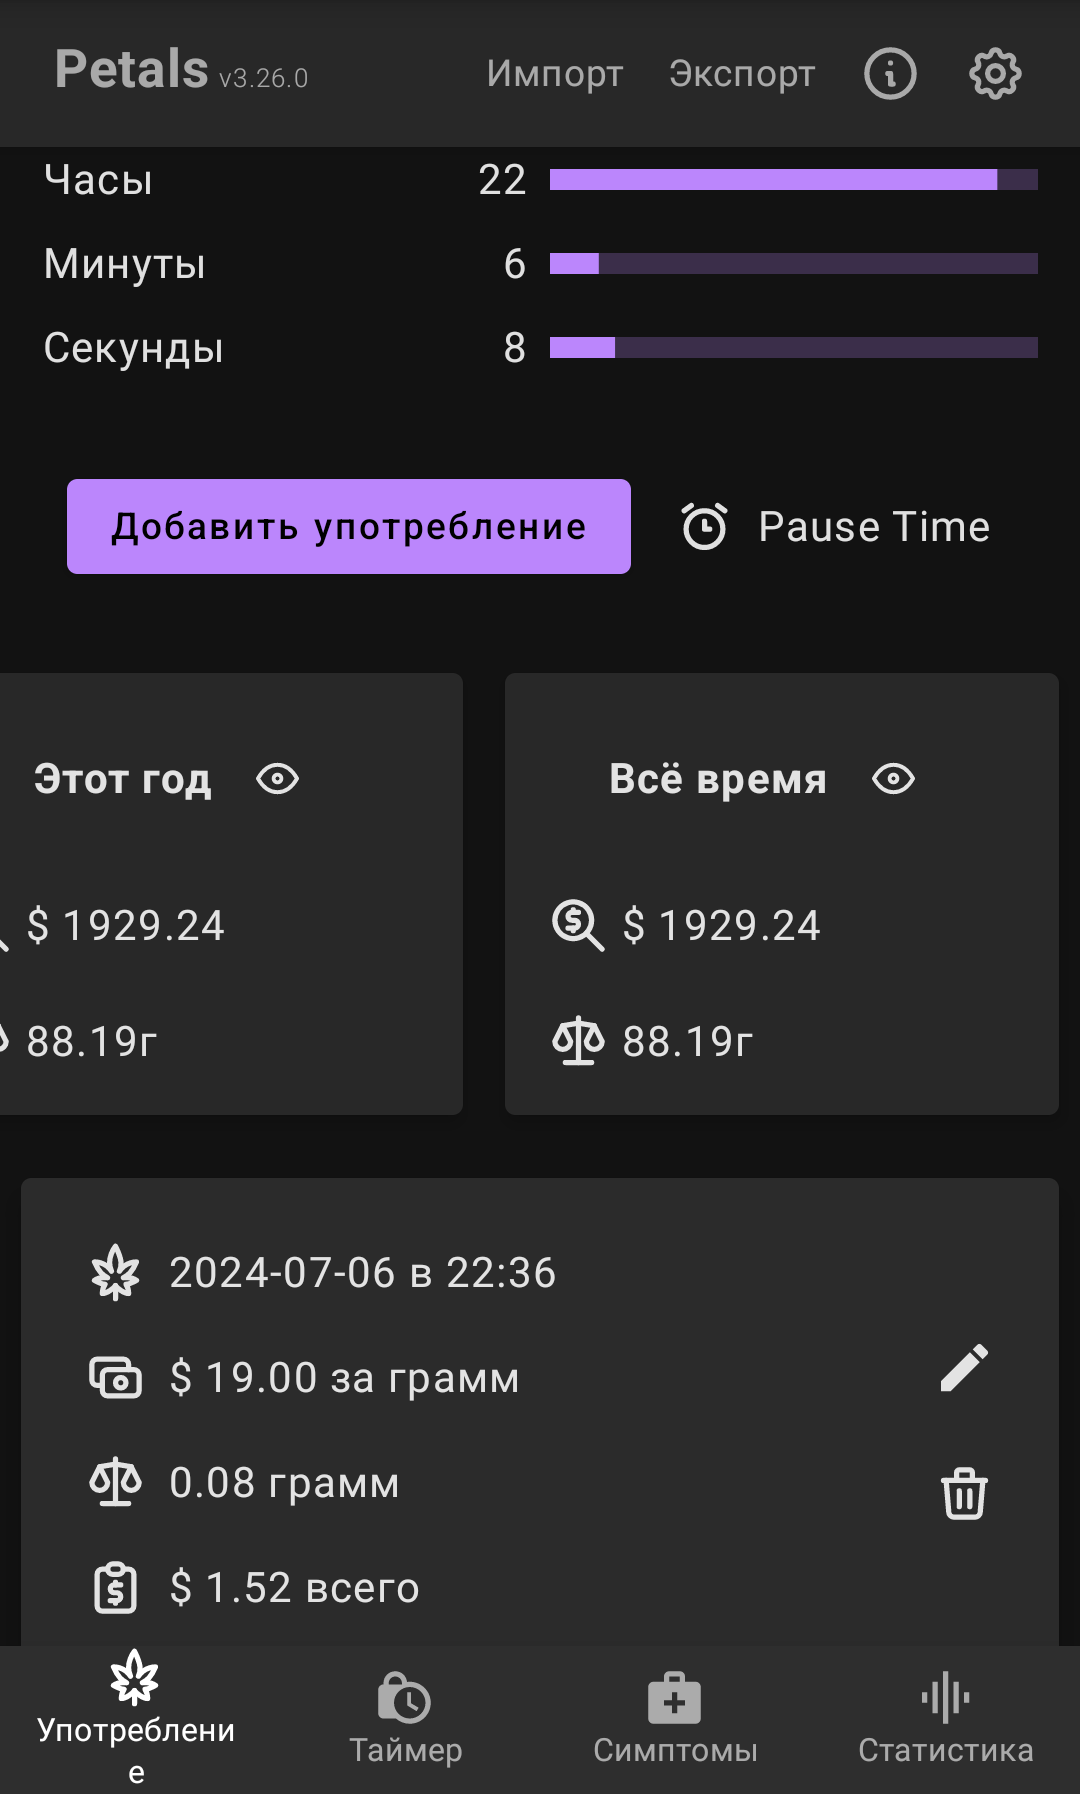 Petals v3.26.0 Импорт Экспорт
Часы 22
Минуты 6
Секунды 8
Добавить употребление Pause Time
Этот год Всё время
$ 1929.24 $ 1929.24
88.19г 88.19г
2024-07-06 в 22:36
$ 19.00 за грамм
0.08 грамм
$ 1.52 всего
Употреблени
е
Таймер Симптомы Статистика